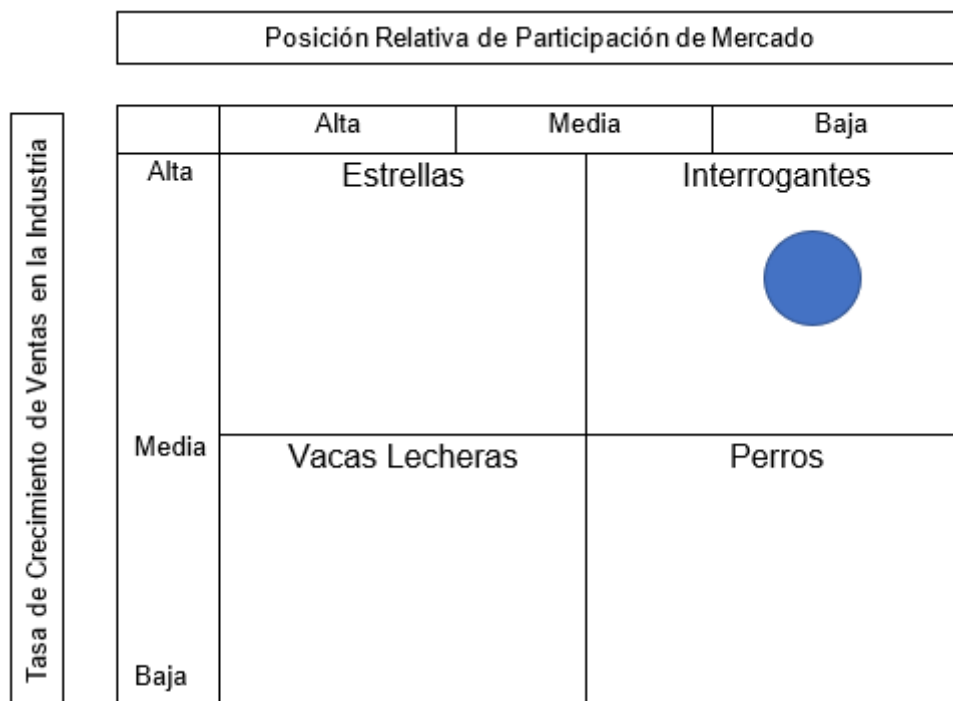 Posición Relativa de Participación de Mercado
Tasa de Crecimiento de Ventas en la Industria
Alta Media Baja
Alta Estrellas Interrogantes
Media Vacas Lecheras Perros
Baja